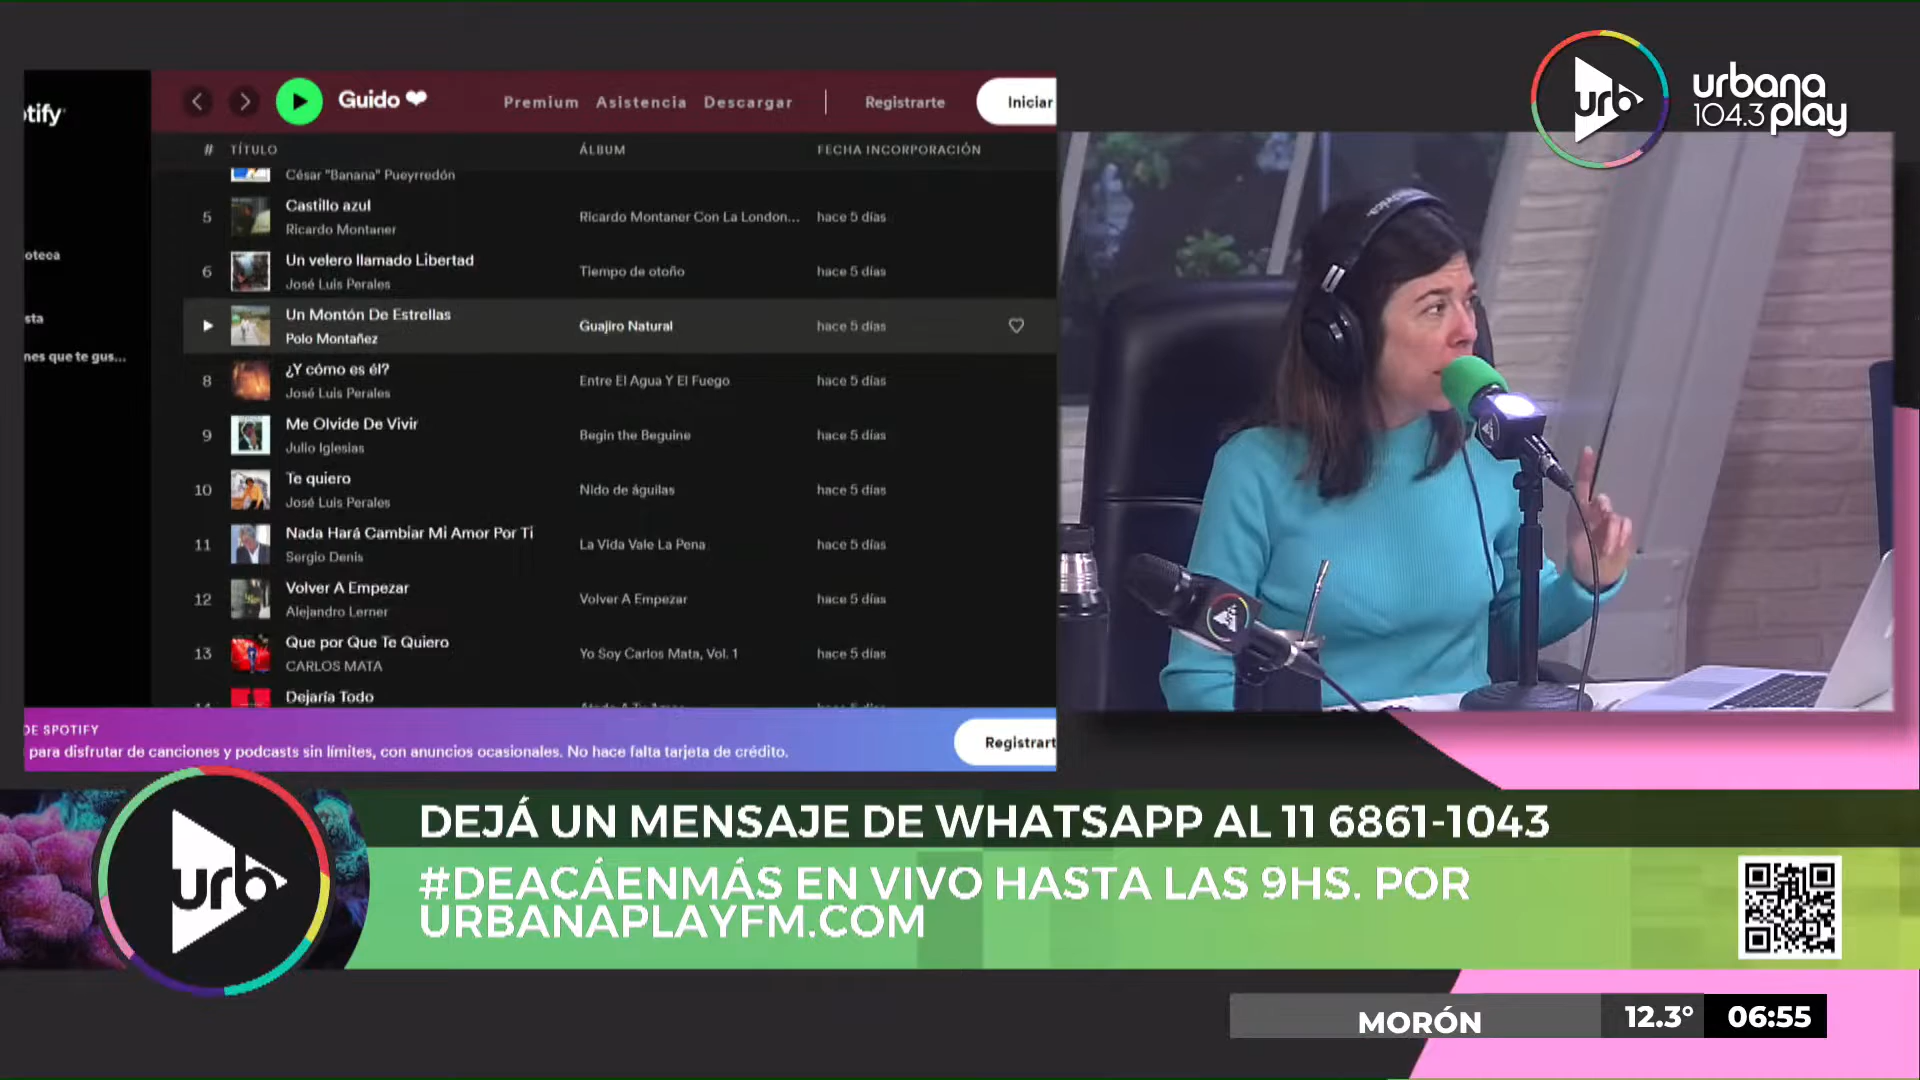 urb
urbana
104.3 play
tify
Guido ❤
Premium Asistencia Descargar
Registrarte
Iniciar
# TÍTULO ÁLBUM FECHA INCORPORACIÓN
César "Banana" Pueyrredón
5 Castillo azul Ricardo Montaner Con La London... hace 5 días
Ricardo Montaner
oteca
6 Un velero llamado Libertad Tiempo de otoño hace 5 días
José Luis Perales
sta
Un Montón De Estrellas Guajiro Natural hace 5 días
Polo Montañez
nes que te gus...
8 ¿Y cómo es él? Entre El Agua Y El Fuego hace 5 días
José Luis Perales
9 Me Olvide De Vivir Begin the Beguine hace 5 días
Julio Iglesias
10 Te quiero Nido de águilas hace 5 días
José Luis Perales
11 Nada Hará Cambiar Mi Amor Por Ti La Vida Vale La Pena hace 5 días
Sergio Denis
12 Volver A Empezar Volver A Empezar hace 5 días
Alejandro Lerner
13 Que por Que Te Quiero Yo Soy Carlos Mata, Vol. 1 hace 5 días
CARLOS MATA
Dejaría Todo
DE SPOTIFY
para disfrutar de canciones y podcasts sin límites, con anuncios ocasionales. No hace falta tarjeta de crédito.
Registrart
DEJÁ UN MENSAJE DE WHATSAPP AL 11 6861-1043
urb
#DEACÁENMÁS EN VIVO HASTA LAS 9HS. POR
URBANAPLAYFM.COM
MORÓN 12.3° 06:55